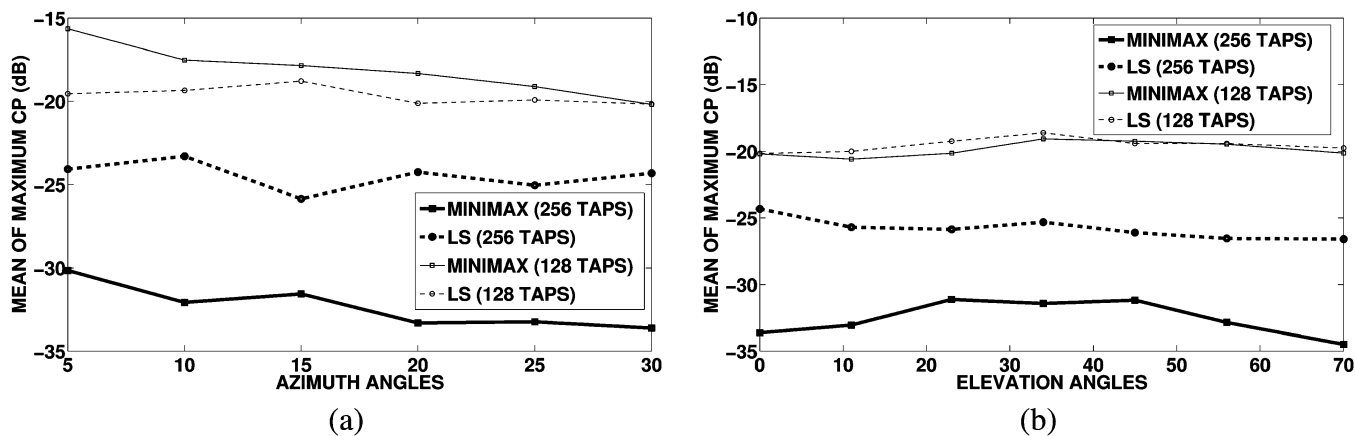 MEAN OF MAXIMUM CP (dB)
−15
−20
−25
−30
−35
5
10
15
20
25
30
AZIMUTH ANGLES
MINIMAX (256 TAPS)
LS (256 TAPS)
MINIMAX (128 TAPS)
LS (128 TAPS)
(a)
MEAN OF MAXIMUM CP (dB)
−10
−15
−20
−25
−30
−35
0
10
20
30
40
50
60
70
ELEVATION ANGLES
MINIMAX (256 TAPS)
LS (256 TAPS)
MINIMAX (128 TAPS)
LS (128 TAPS)
(b)